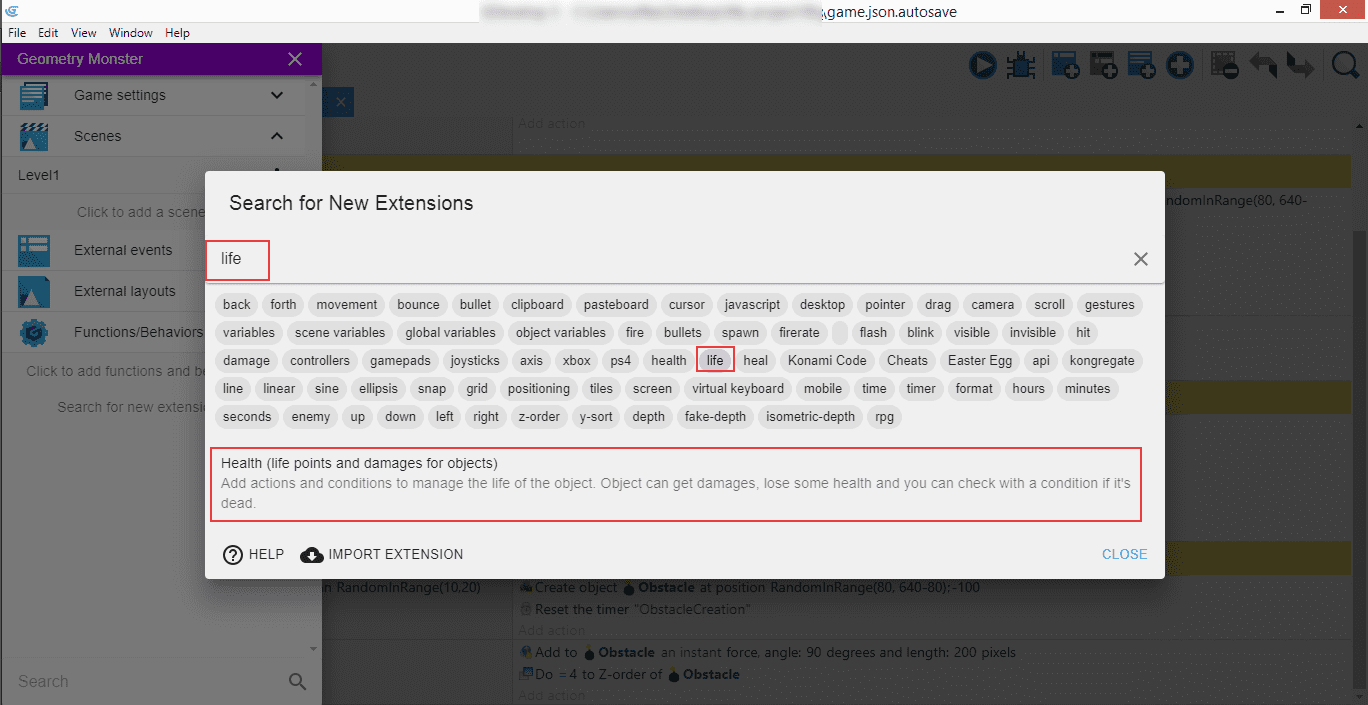 \game.json.autosave
File Edit View Window Help
Geometry Monster
Game settings
Scenes
Level1
Click to add a scene
External events
External layouts
Functions/Behaviors
Click to add functions and be
Search for new extensi
Search
Add action
ndomInRange(80, 640-
Search for New Extensions
life
back forth movement bounce bullet clipboard pasteboard cursor javascript desktop pointer drag camera scroll gestures
variables scene variables global variables object variables fire bullets spawn firerate flash blink visible invisible hit
damage controllers gamepads joysticks axis xbox ps4 health life heal Konami Code Cheats Easter Egg api kongregate
line linear sine ellipsis snap grid positioning tiles screen virtual keyboard mobile time timer format hours minutes
seconds enemy up down left right z-order y-sort depth fake-depth isometric-depth rpg
Health (life points and damages for objects)
Add actions and conditions to manage the life of the object. Object can get damages, lose some health and you can check with a condition if it's
dead.
HELP IMPORT EXTENSION CLOSE
n RandomInRange(10,20) Create object Obstacle at position RandomInRange(80, 640-80);-100
Reset the timer "ObstacleCreation"
Add action
Add to Obstacle an instant force, angle: 90 degrees and length: 200 pixels
Do =4 to Z-order of Obstacle
Add action